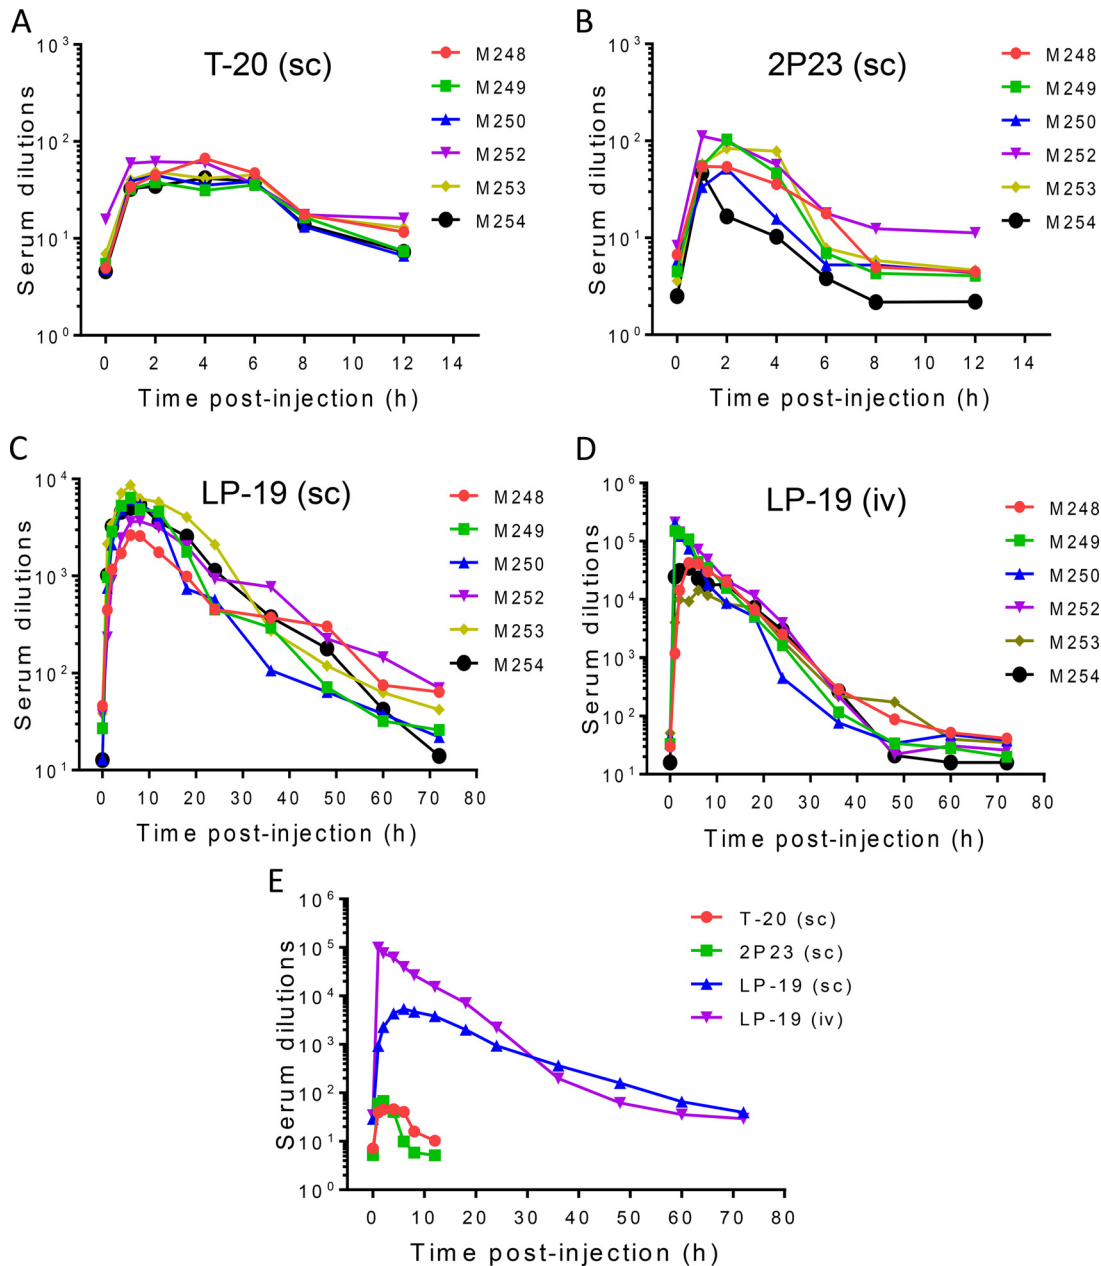 A
T-20 (sc)
10³
10²
10¹
10⁰
Serum dilutions
0 2 4 6 8 10 12 14
Time post-injection (h)
M248
M249
M250
M252
M253
M254
B
2P23 (sc)
10³
10²
10¹
10⁰
Serum dilutions
0 2 4 6 8 10 12 14
Time post-injection (h)
M248
M249
M250
M252
M253
M254
C
LP-19 (sc)
10⁴
10³
10²
10¹
Serum dilutions
0 10 20 30 40 50 60 70 80
Time post-injection (h)
M248
M249
M250
M252
M253
M254
D
LP-19 (iv)
10⁶
10⁵
10⁴
10³
10²
10¹
Serum dilutions
0 10 20 30 40 50 60 70 80
Time post-injection (h)
M248
M249
M250
M252
M253
M254
E
10⁶
10⁵
10⁴
10³
10²
10¹
10⁰
Serum dilutions
0 10 20 30 40 50 60 70 80
Time post-injection (h)
T-20 (sc)
2P23 (sc)
LP-19 (sc)
LP-19 (iv)